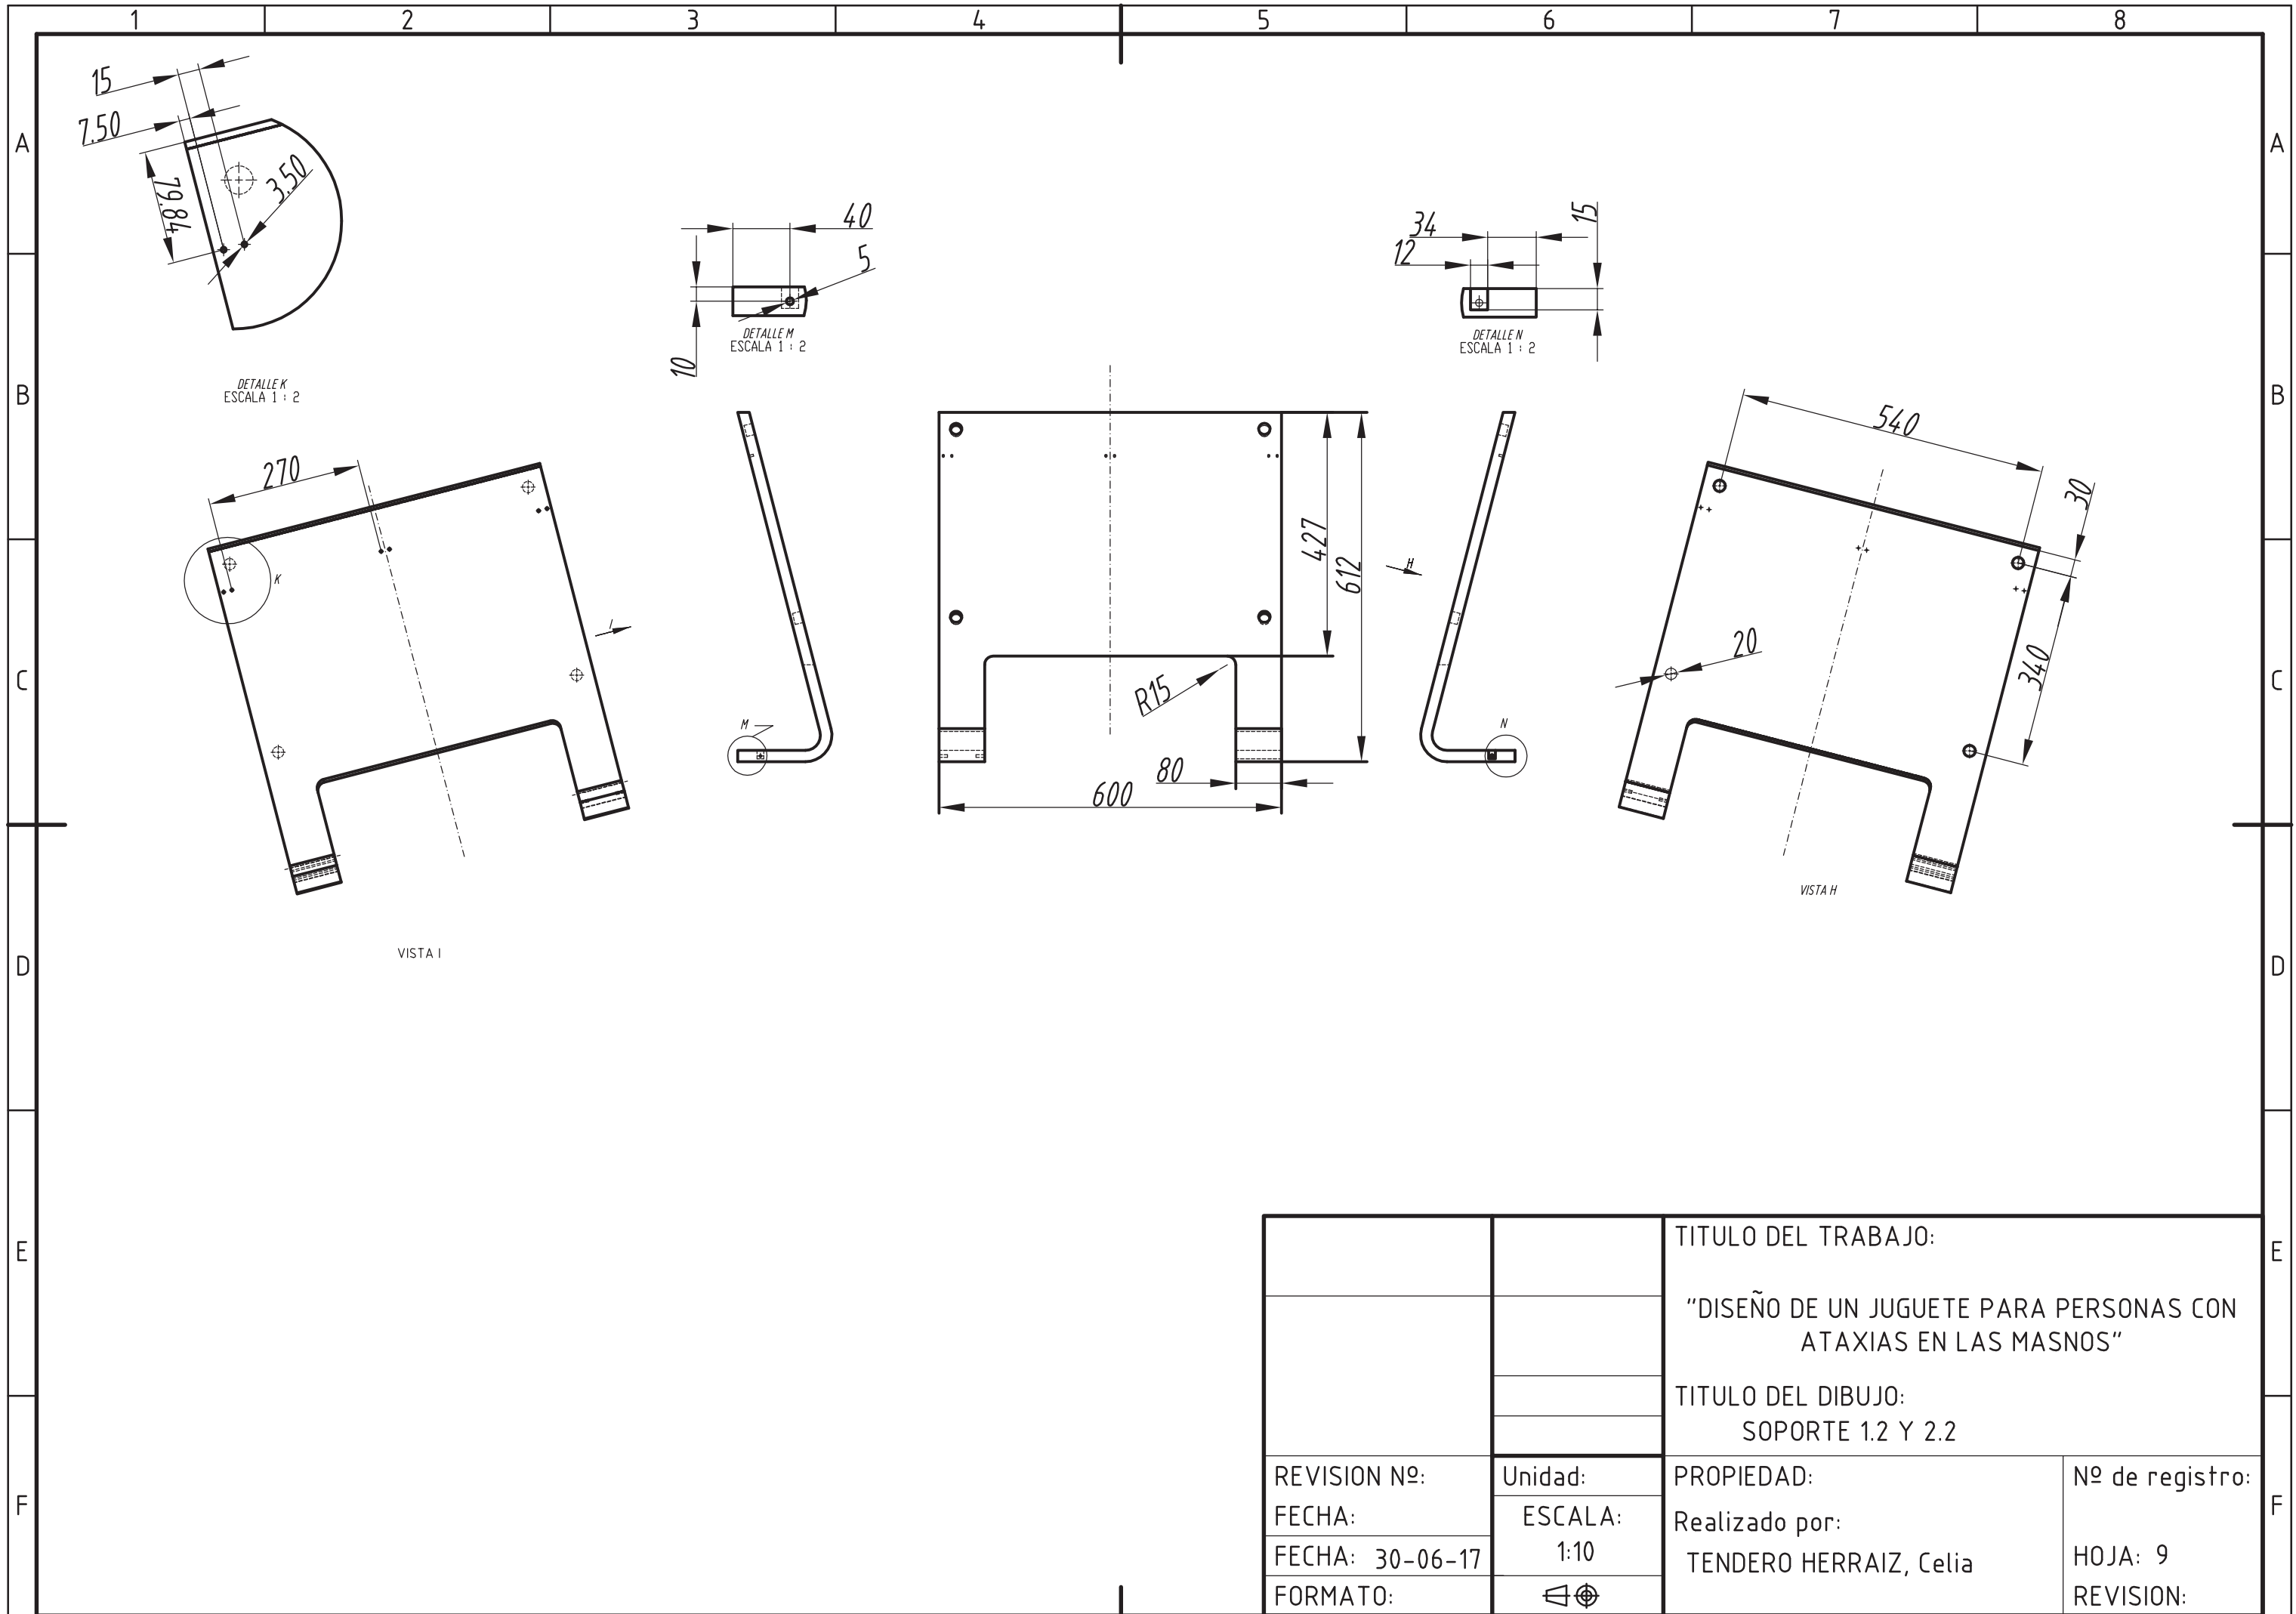 1 2 3 4 5 6 7 8
A A
B B
C C
D D
E E
F F
15
7.50
79.84
3.50
DETALLE K
ESCALA 1 : 2
40
5
10
DETALLE M
ESCALA 1 : 2
34
12
15
DETALLE N
ESCALA 1 : 2
270
K
I
VISTA I
M
427
612
R15
80
600
H
N
540
30
340
20
VISTA H
TITULO DEL TRABAJO:
"DISEÑO DE UN JUGUETE PARA PERSONAS CON
ATAXIAS EN LAS MASNOS"
TITULO DEL DIBUJO:
SOPORTE 1.2 Y 2.2
REVISION Nº:
FECHA:
FECHA: 30-06-17
FORMATO:
Unidad:
ESCALA:
1:10
PROPIEDAD:
Realizado por:
TENDERO HERRAIZ, Celia
Nº de registro:
HOJA: 9
REVISION: